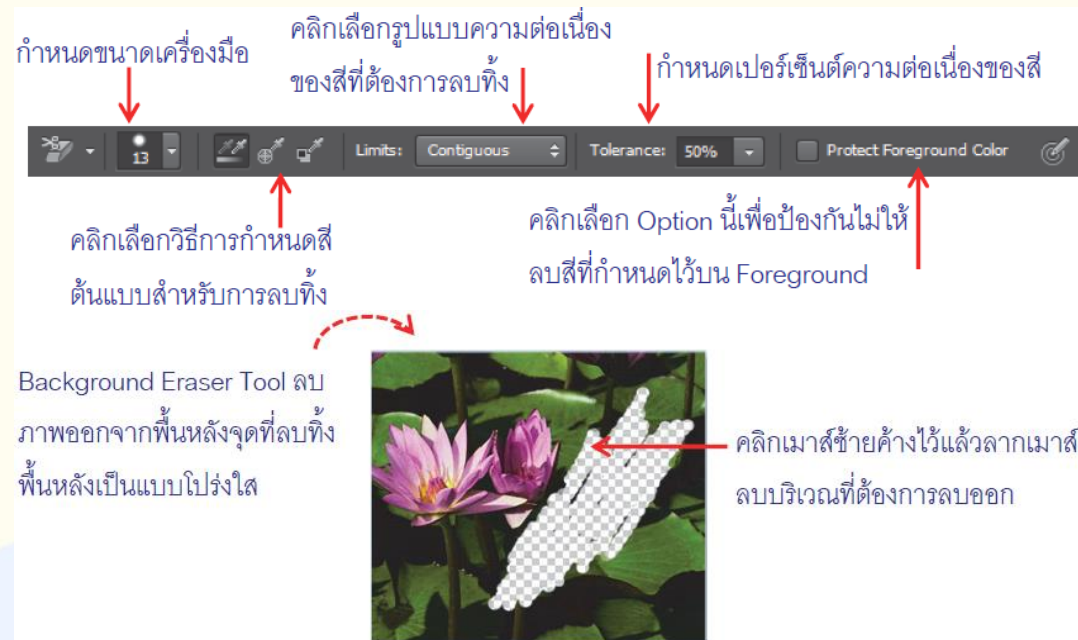 กำหนดขนาดเครื่องมือ
คลิกเลือกรูปแบบความต่อเนื่อง
ของสีที่ต้องการลบทิ้ง
กำหนดเปอร์เซ็นต์ความต่อเนื่องของสี
13 Limits: Contiguous Tolerance: 50% Protect Foreground Color
คลิกเลือกวิธีการกำหนดสี
ต้นแบบสำหรับการลบทิ้ง
คลิกเลือก Option นี้เพื่อป้องกันไม่ให้
ลบสีที่กำหนดไว้บน Foreground
Background Eraser Tool ลบ
ภาพออกจากพื้นหลังจุดที่ลบทิ้ง
พื้นหลังเป็นแบบโปร่งใส
คลิกเมาส์ซ้ายค้างไว้แล้วลากเมาส์
ลบบริเวณที่ต้องการลบออก